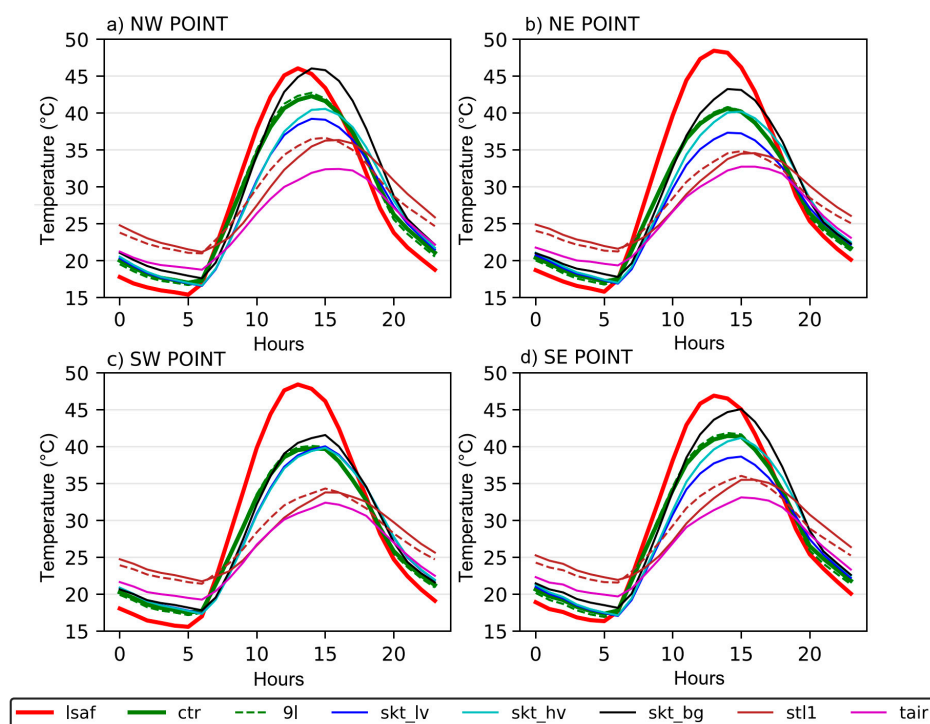 a) NW POINT
b) NE POINT
50
45
40
35
30
25
20
15
Temperature (°C)
0 5 10 15 20
Hours
50
45
40
35
30
25
20
15
Temperature (°C)
0 5 10 15 20
Hours
c) SW POINT
d) SE POINT
50
45
40
35
30
25
20
15
Temperature (°C)
0 5 10 15 20
Hours
50
45
40
35
30
25
20
15
Temperature (°C)
0 5 10 15 20
Hours
lsaf ctr 9l skt_lv skt_hv skt_bg stl1 tair